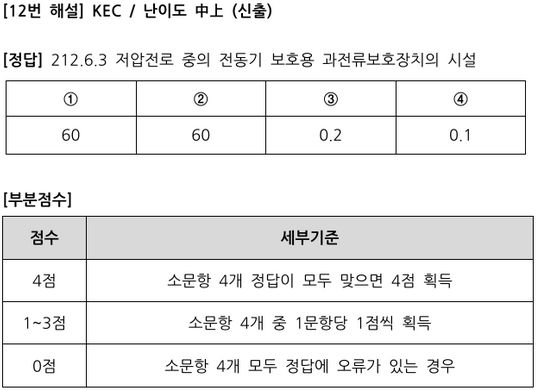 [12번 해설] KEC / 난이도 中上 (신출)
[정답] 212.6.3 저압전로 중의 전동기 보호용 과전류보호장치의 시설
① ② ③ ④
60 60 0.2 0.1
[부분점수]
점수 세부기준
4점 소문항 4개 정답이 모두 맞으면 4점 획득
1~3점 소문항 4개 중 1문항당 1점씩 획득
0점 소문항 4개 모두 정답에 오류가 있는 경우